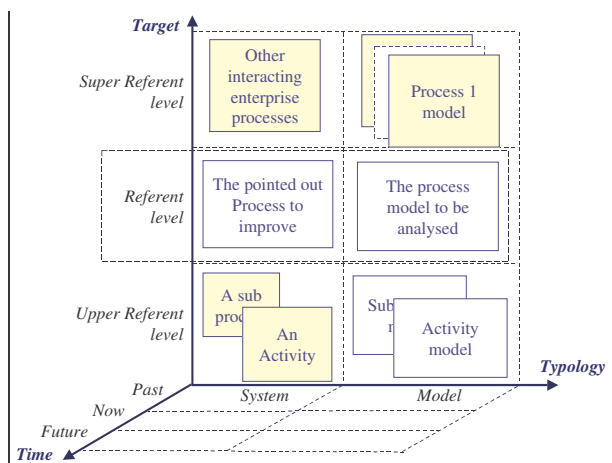 Target
Super Referent
level
Other
interacting
enterprise
processes
Process 1
model
Referent
level
The pointed out
Process to
improve
The process
model to be
analysed
Upper Referent
level
A sub
An
Activity
Sub
Activity
model
Typology
Past
System
Model
Now
Future
Time